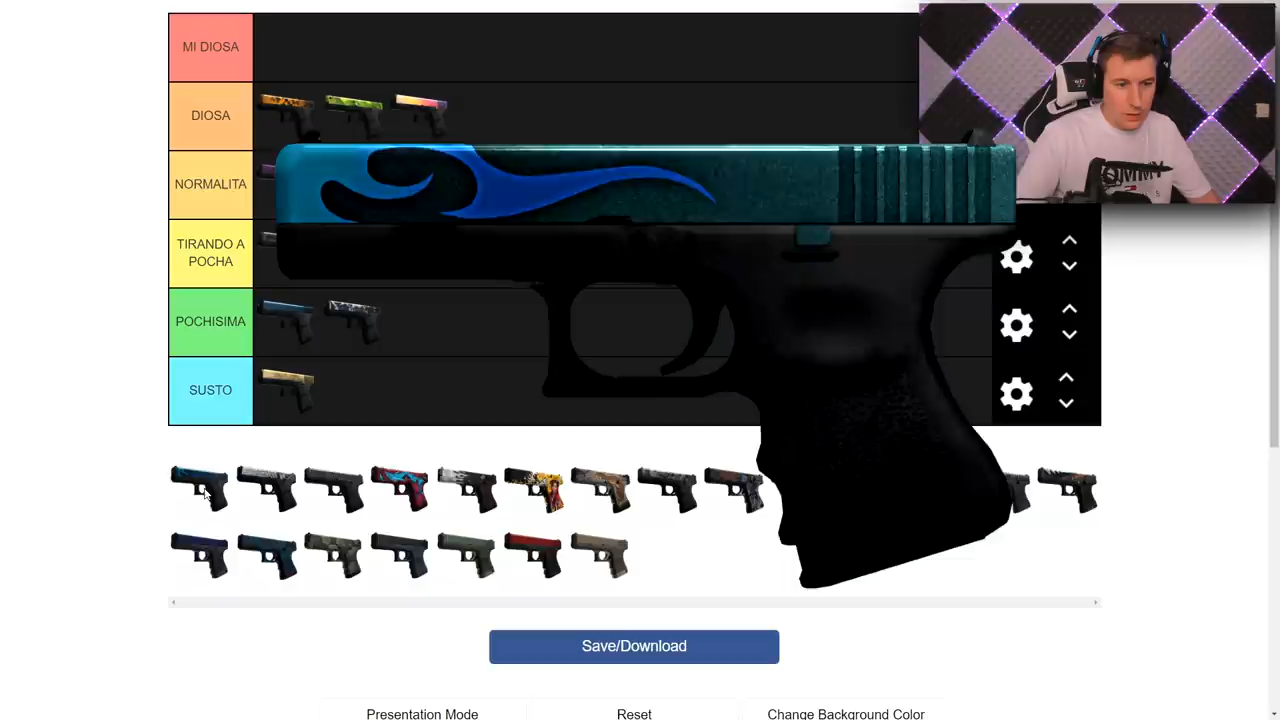 MI DIOSA
DIOSA
NORMALITA
TIRANDO A
POCHA
POCHISIMA
SUSTO
Save/Download
Presentation Mode
Reset
Change Background Color